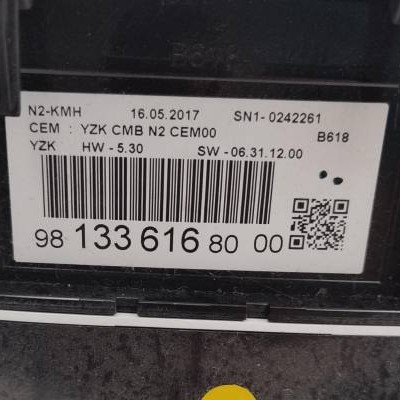 B618
N2-KMH 16.05.2017 SN1-0242261
CEM : YZK CMB N2 CEM00 B618
YZK HW-5.30 SW-06.31.12.00
98 133 616 80 00